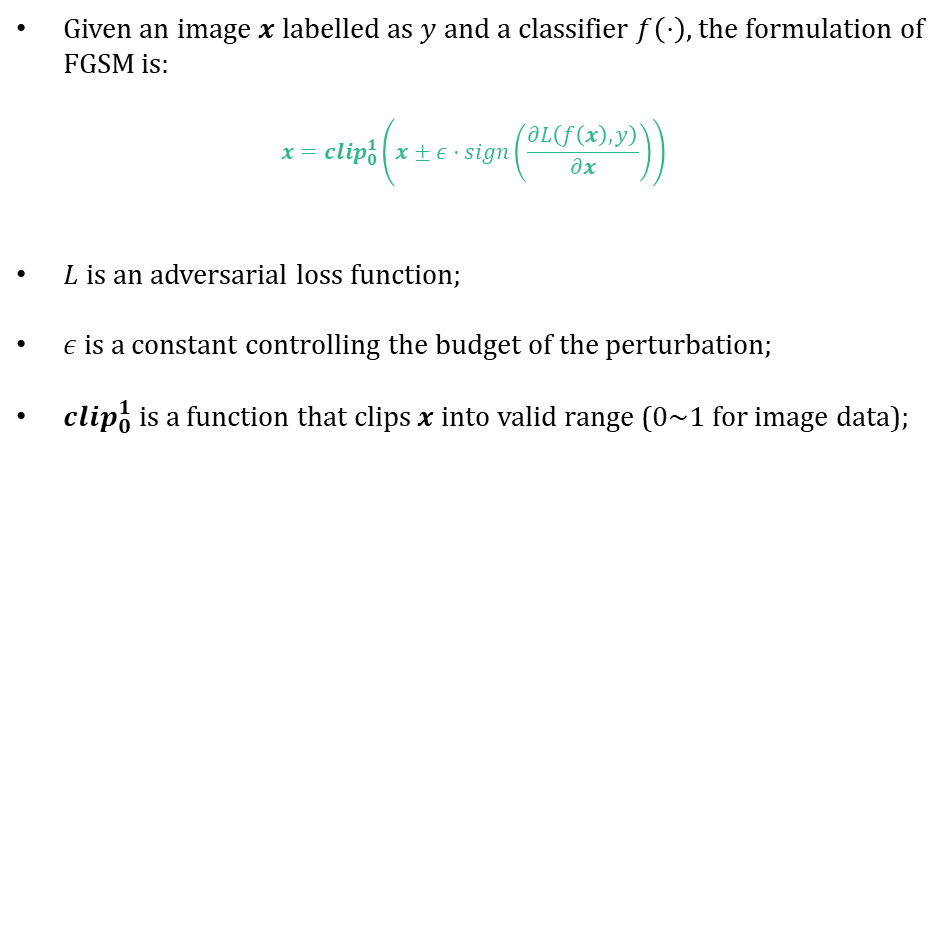 • Given an image x labelled as y and a classifier f(·), the formulation of
FGSM is:
x = clip₀¹(x ± ϵ · sign(∂L(f(x),y)/∂x))
• L is an adversarial loss function;
• ϵ is a constant controlling the budget of the perturbation;
• clip₀¹ is a function that clips x into valid range (0~1 for image data);